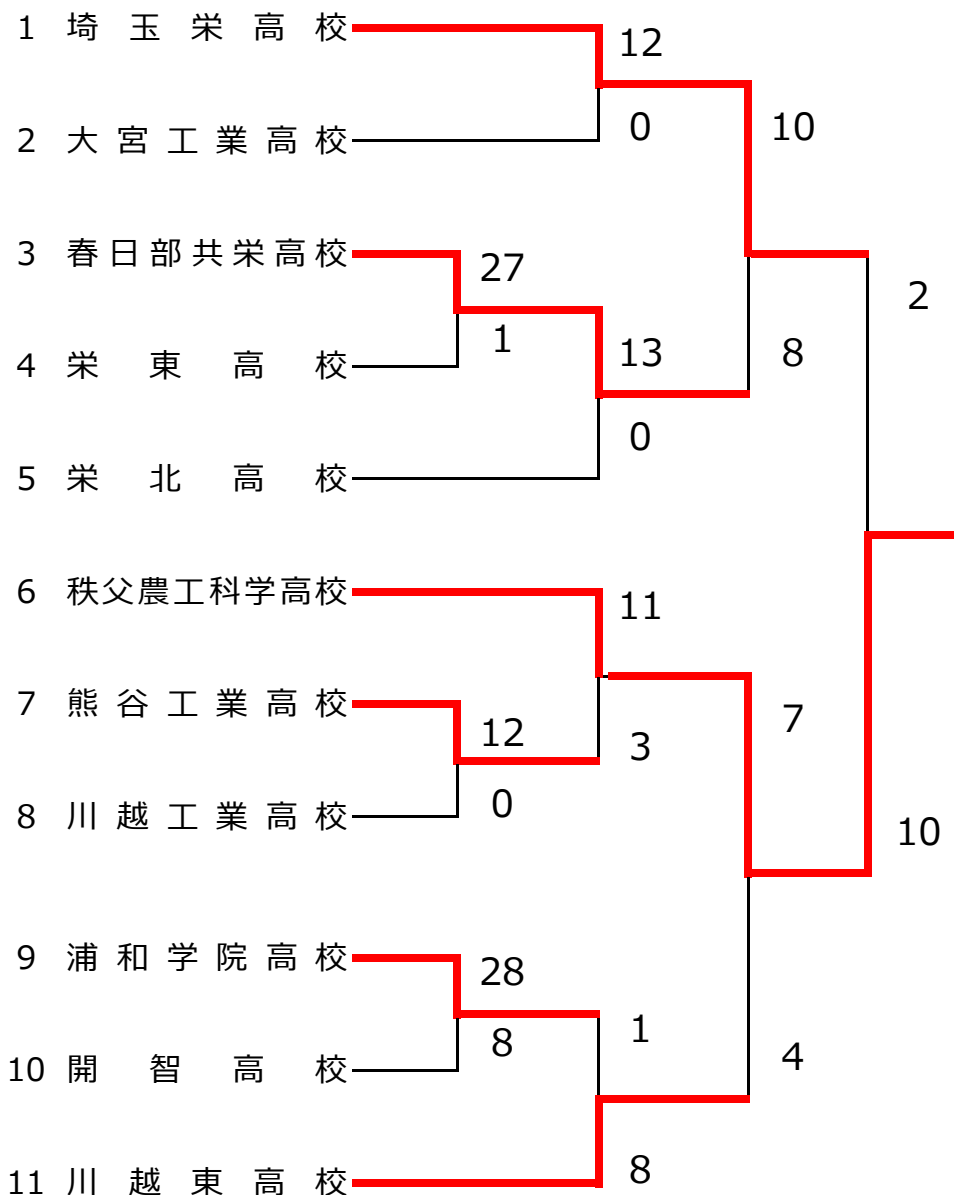 1 埼玉栄高校
12
0
10
2 大宮工業高校
3 春日部共栄高校
27
1
2
4 栄東高校
13
0
8
5 栄北高校
6 秩父農工科学高校
11
7 熊谷工業高校
12
0
3
7
8 川越工業高校
10
9 浦和学院高校
28
8
1
4
10 開智高校
11 川越東高校
8